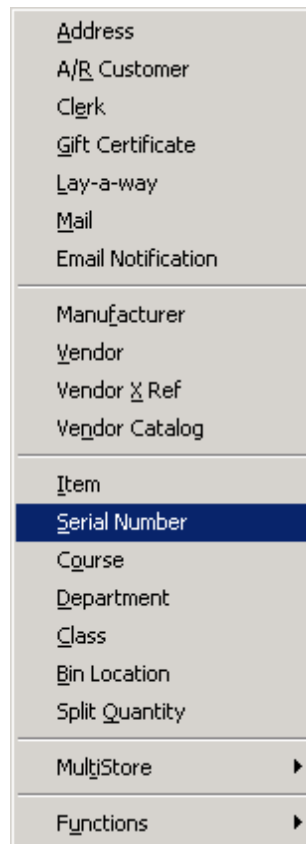 Address
A/R Customer
Clerk
Gift Certificate
Lay-a-way
Mail
Email Notification
Manufacturer
Vendor
Vendor X Ref
Vendor Catalog
Item
Serial Number
Course
Department
Class
Bin Location
Split Quantity
MultiStore
Functions